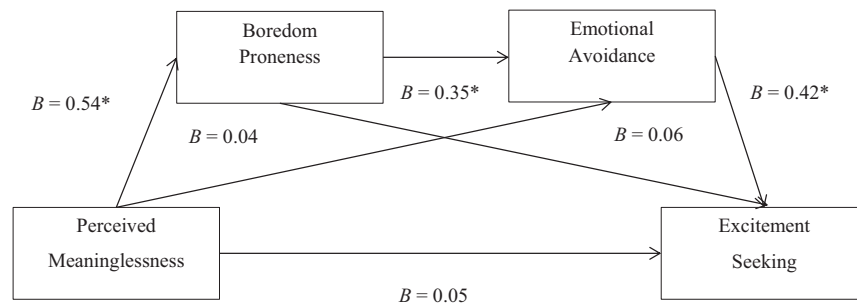 Boredom
Proneness
Emotional
Avoidance
B = 0.54*
B = 0.35*
B = 0.42*
B = 0.04
B = 0.06
Perceived
Meaninglessness
Excitement
Seeking
B = 0.05